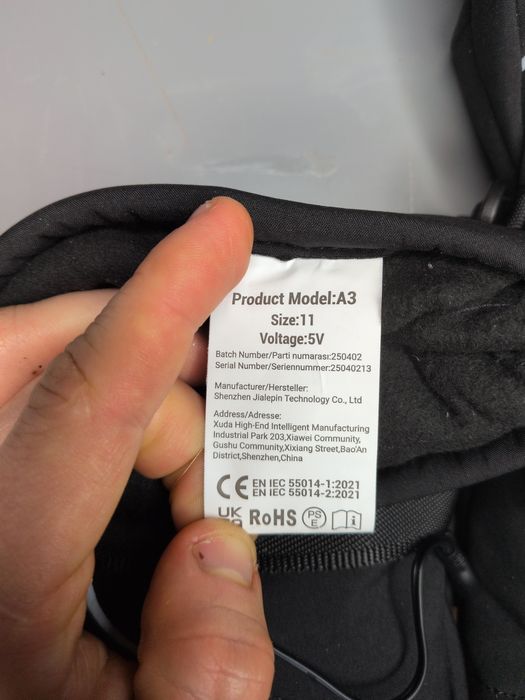 Product Model:A3
Size:11
Voltage:5V
Batch Number/Parti numarası:250402
Serial Number/Seriennummer:25040213
Manufacturer/Hersteller:
Shenzhen Jialepin Technology Co., Ltd
Address/Adresse:
Xuda High-End Intelligent Manufacturing
Industrial Park 203,Xiawei Community,
Gushu Community,Xixiang Street,Bao'An
District,Shenzhen,China
CE EN IEC 55014-1:2021
EN IEC 55014-2:2021
UK
CA RoHS PS
E